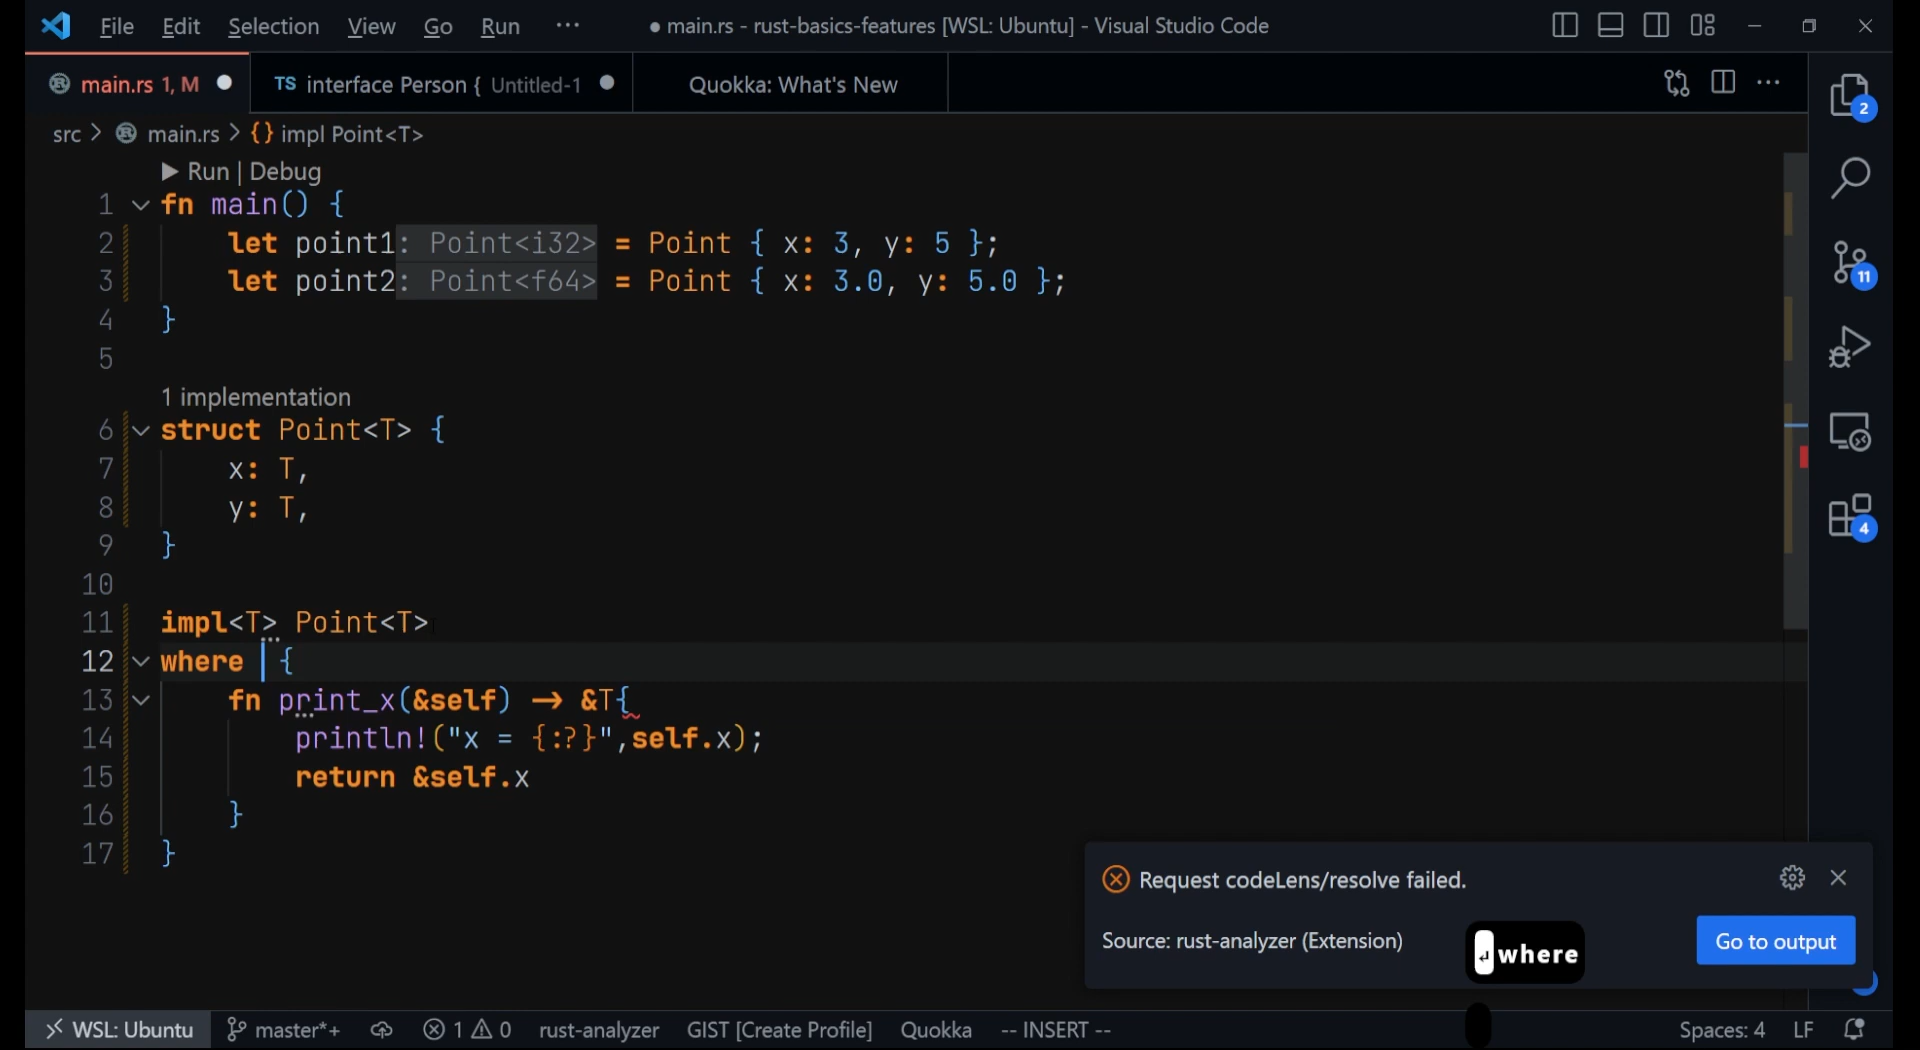 File Edit Selection View Go Run ··· ● main.rs - rust-basics-features [WSL: Ubuntu] - Visual Studio Code
main.rs 1, M ● TS interface Person { Untitled-1 ● Quokka: What's New
src > main.rs > {} impl Point<T>
▶ Run | Debug
1 fn main() {
2 let point1: Point<i32> = Point { x: 3, y: 5 };
3 let point2: Point<f64> = Point { x: 3.0, y: 5.0 };
4 }
5
1 implementation
6 struct Point<T> {
7 x: T,
8 y: T,
9 }
10
11 impl<T> Point<T>
12 where {
13 fn print_x(&self) → &T{
14 println!("x = {:?}",self.x);
15 return &self.x
16 }
17 }
2
11
4
Request codeLens/resolve failed.
Source: rust-analyzer (Extension)
↲ where
Go to output
WSL: Ubuntu master*+ 1 0 rust-analyzer GIST [Create Profile] Quokka -- INSERT -- Spaces: 4 LF